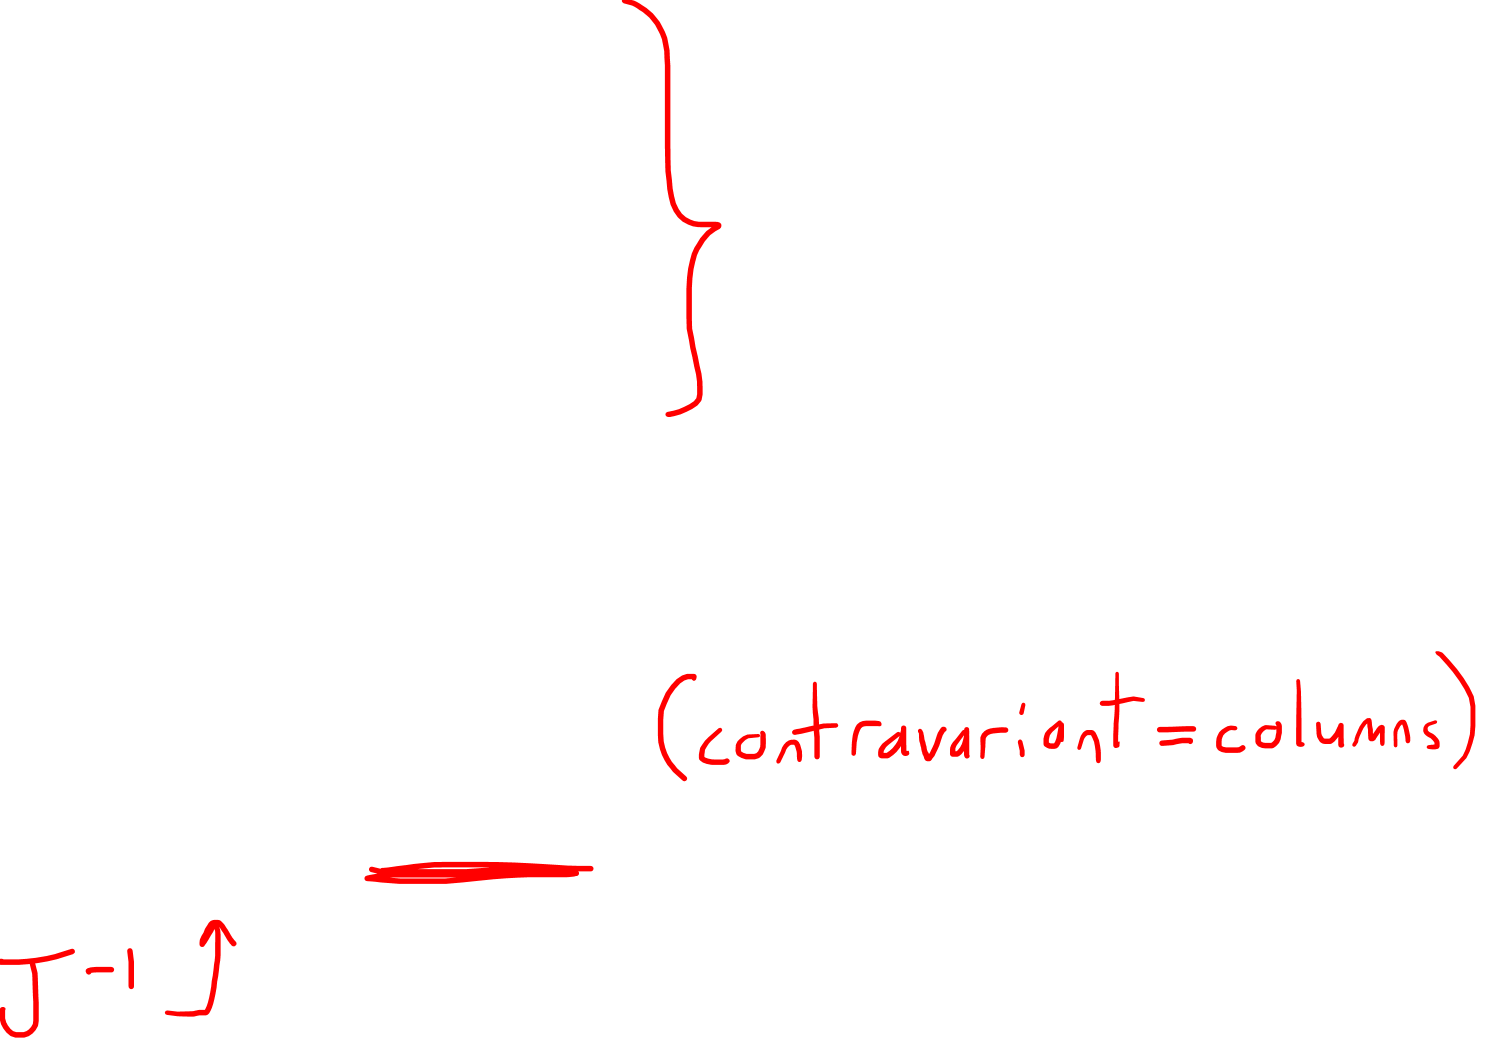 (contravariant = columns)
J⁻¹